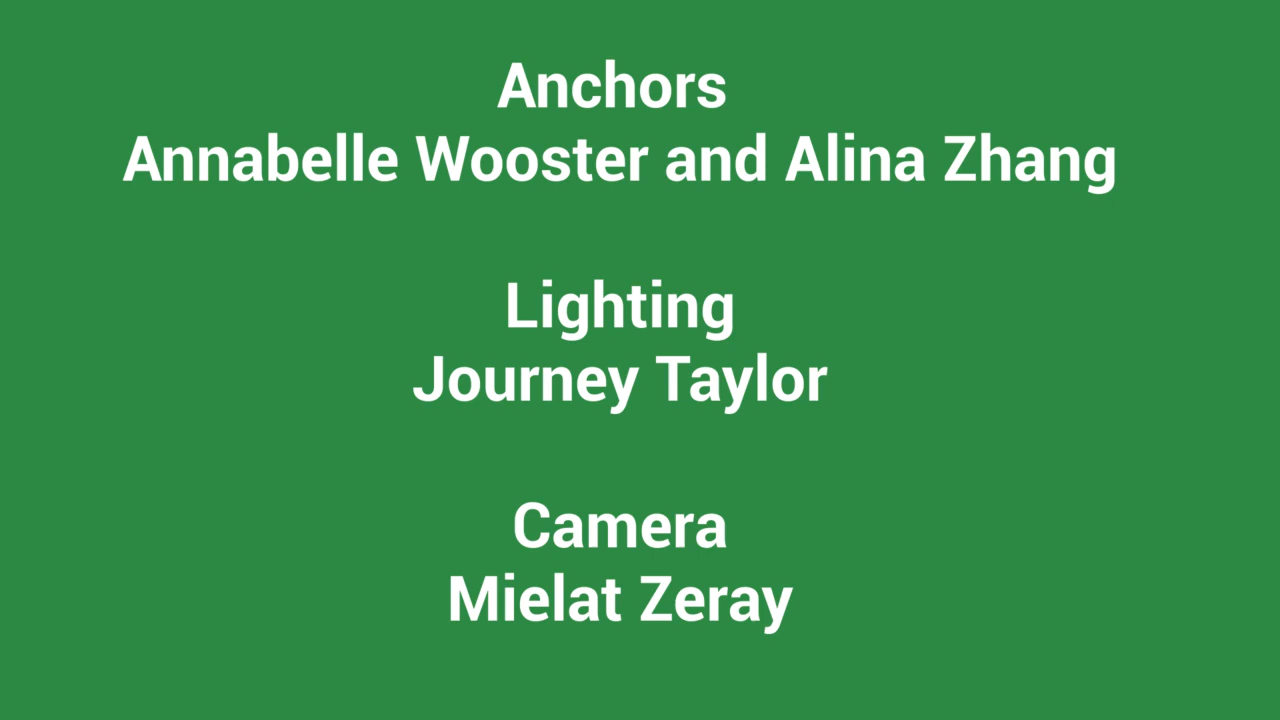 Anchors
Annabelle Wooster and Alina Zhang
Lighting
Journey Taylor
Camera
Mielat Zeray